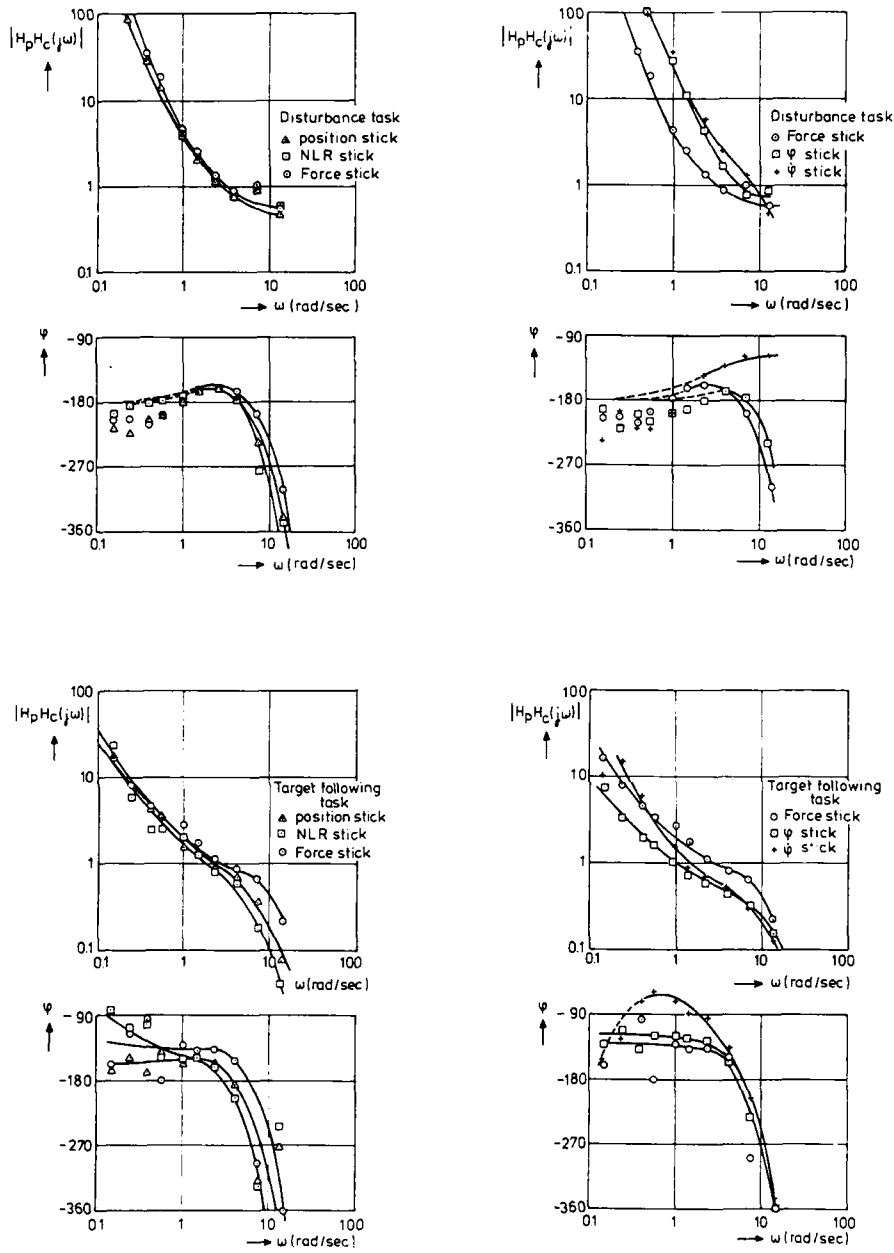 100
|HpHc(jω)|
10
1
0.1
Disturbance task
position stick
NLR stick
Force stick
0.1 1 10 100
ω (rad/sec)
φ
-90
-180
-270
-360
0.1 1 10 100
ω (rad/sec)
100
|HpHc(jω)|
10
1
0.1
Disturbance task
Force stick
φ stick
φ̇ stick
0.1 1 10 100
ω (rad/sec)
φ
-90
-180
-270
-360
0.1 1 10 100
ω (rad/sec)
100
|HpHc(jω)|
10
1
0.1
Target following
task
position stick
NLR stick
Force stick
0.1 1 10 100
ω (rad/sec)
φ
-90
-180
-270
-360
0.1 1 10 100
ω (rad/sec)
100
|HpHc(jω)|
10
1
0.1
Target following
task
Force stick
φ stick
φ̇ stick
0.1 1 10 100
ω (rad/sec)
φ
-90
-180
-270
-360
0.1 1 10 100
ω (rad/sec)